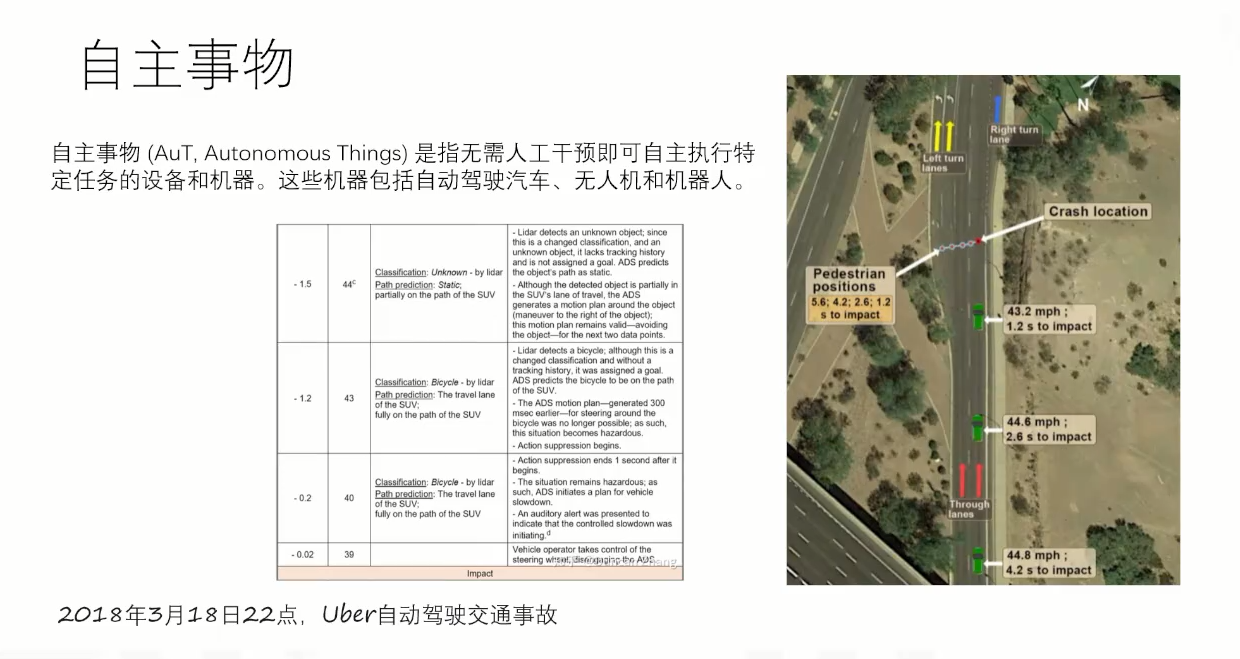 自主事物
自主事物 (AuT, Autonomous Things) 是指无需人工干预即可自主执行特
定任务的设备和机器。这些机器包括自动驾驶汽车、无人机和机器人。
- 1.5
44c
Classification: Unknown - by lidar
Path prediction: Static;
partially on the path of the SUV
- Lidar detects an unknown object; since
this is a changed classification, and an
unknown object, it lacks tracking history
and is not assigned a goal. ADS predicts
the object's path as static.
- Although the detected object is partially in
the SUV's lane of travel, the ADS
generates a motion plan around the object
(maneuver to the right of the object);
this motion plan remains valid—avoiding
the object—for the next two data points.
- 1.2
43
Classification: Bicycle - by lidar
Path prediction: The travel lane
of the SUV;
fully on the path of the SUV
- Lidar detects a bicycle; although this is a
changed classification and without a
tracking history, it was assigned a goal.
ADS predicts the bicycle to be on the path
of the SUV.
- The ADS motion plan—generated 300
msec earlier—for steering around the
bicycle was no longer possible; as such,
this situation becomes hazardous.
- Action suppression begins.
- 0.2
40
Classification: Bicycle - by lidar
Path prediction: The travel lane
of the SUV;
fully on the path of the SUV
- Action suppression ends 1 second after it
begins.
- The situation remains hazardous; as
such, ADS initiates a plan for vehicle
slowdown.
- An auditory alert was presented to
indicate that the controlled slowdown was
initiating.d
- 0.02
39
Vehicle operator takes control of the
steering wheel, disengaging the ADS.
Impact
N
Right turn
lane
Left turn
lanes
Crash location
Pedestrian
positions
5.6; 4.2; 2.6; 1.2
s to impact
43.2 mph ;
1.2 s to impact
44.6 mph ;
2.6 s to impact
Through
lanes
44.8 mph ;
4.2 s to impact
2018年3月18日22点，Uber自动驾驶交通事故